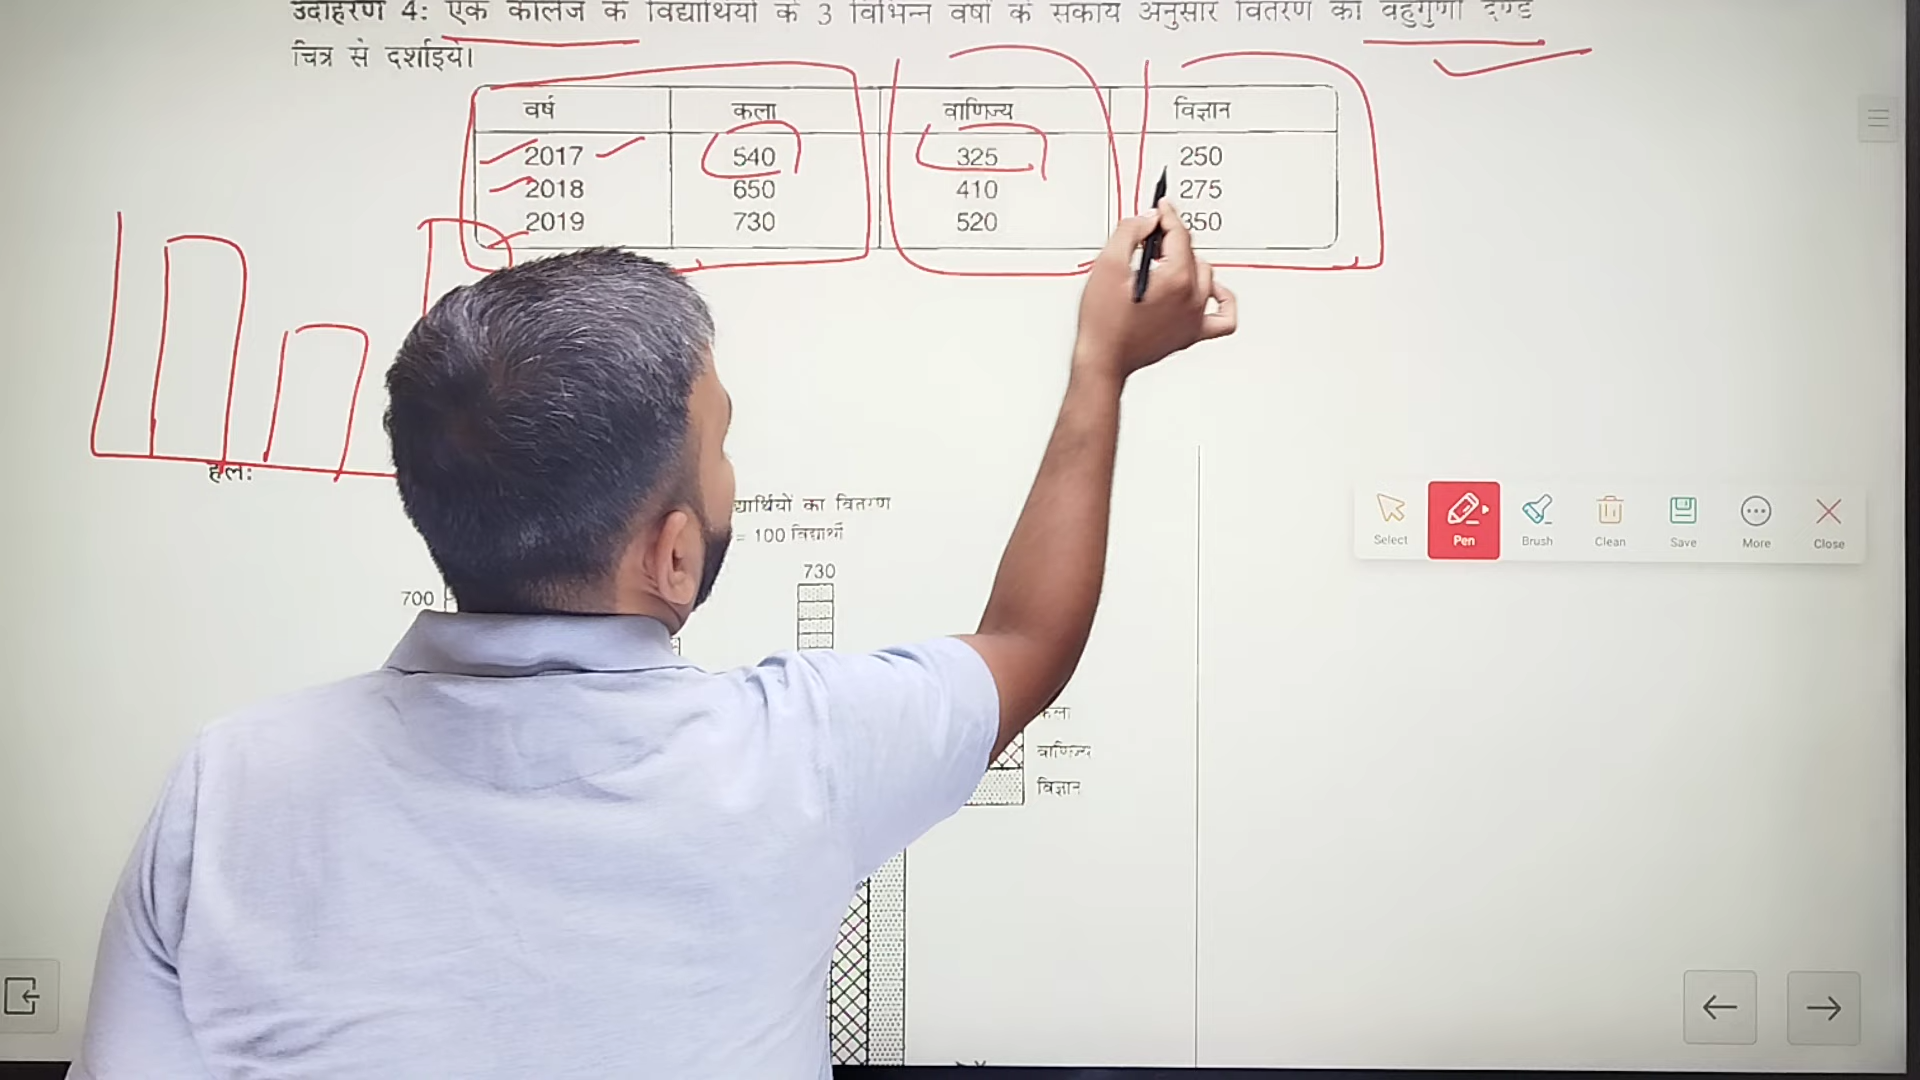 उदाहरण 4: एक कॉलेज के विद्यार्थियों के 3 विभिन्न वर्षों के संकाय अनुसार वितरण को बहुगुणी दण्ड
चित्र से दर्शाइये।
वर्ष कला वाणिज्य विज्ञान
2017 540 325 250
2018 650 410 275
2019 730 520 350
हल:
द्यार्थियों का वितरण
= 100 विद्यार्थी
730
700
कला
वाणिज्य
विज्ञान
Select Pen Brush Clean Save More Close